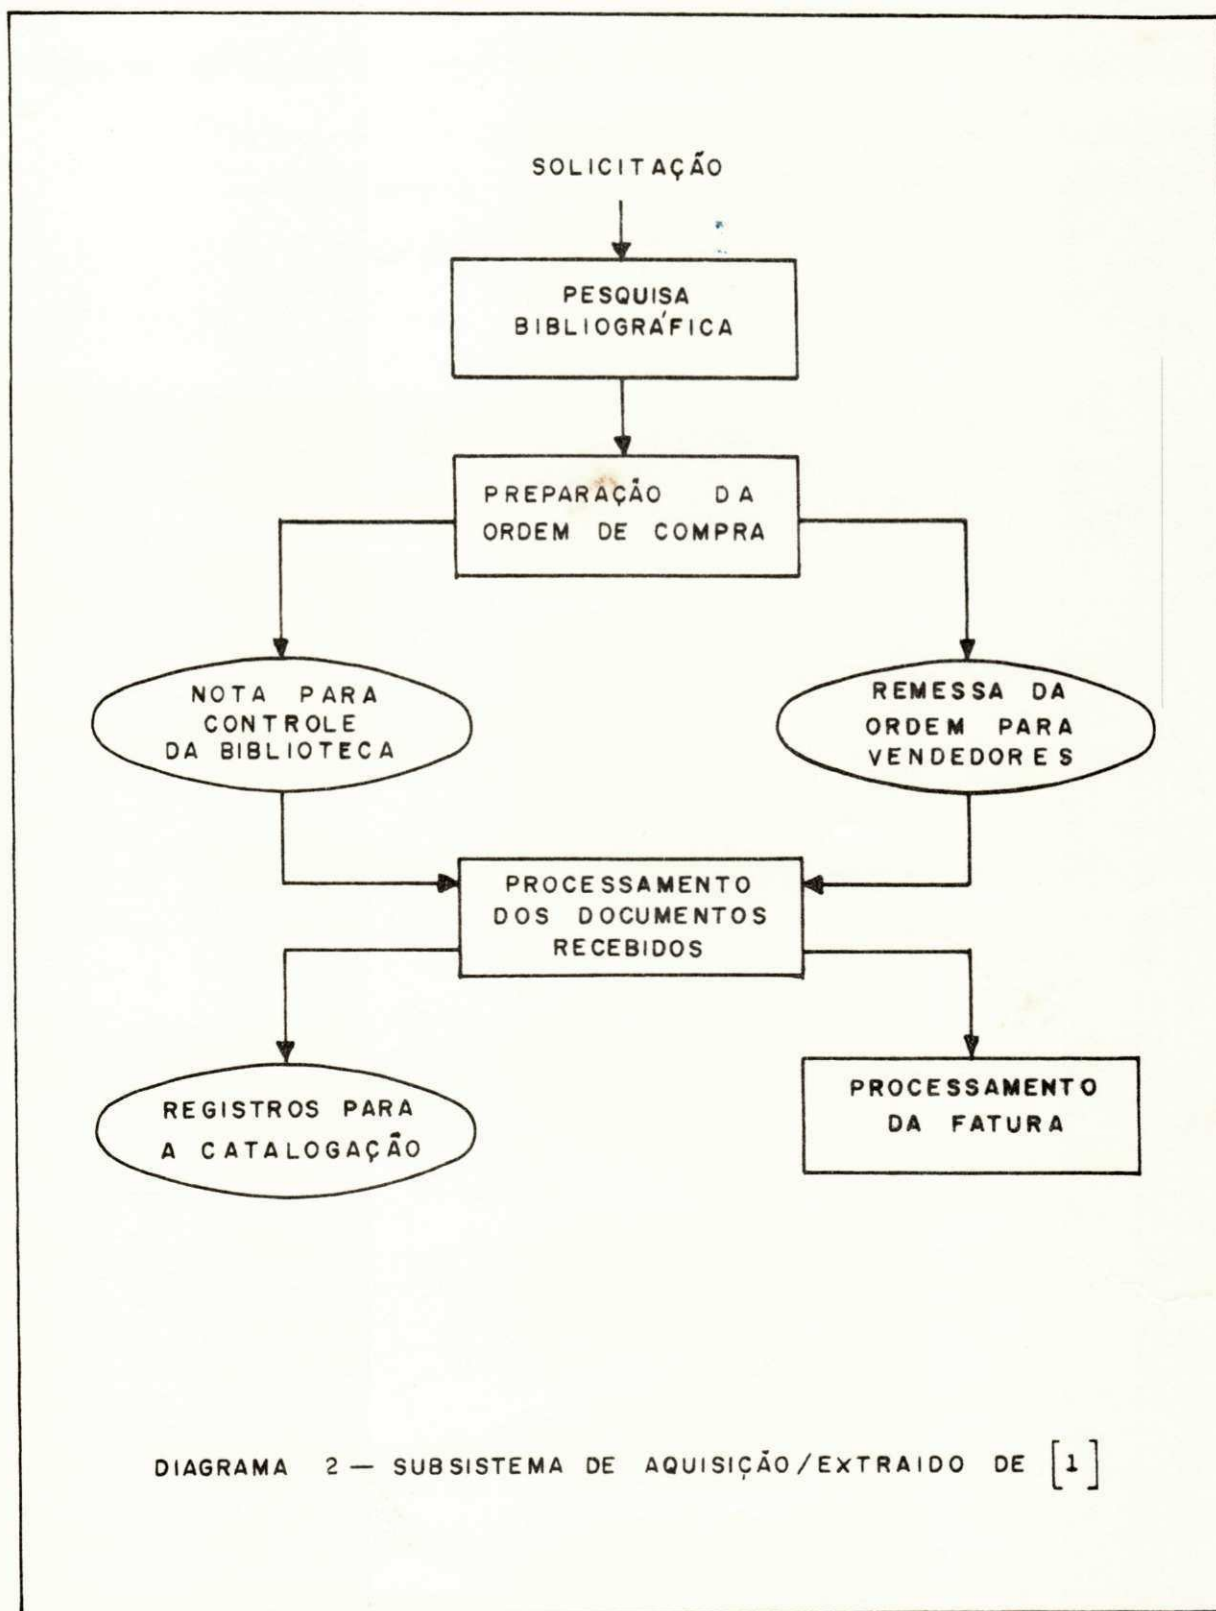 SOLICITAÇÃO
PESQUISA
BIBLIOGRÁFICA
PREPARAÇÃO DA
ORDEM DE COMPRA
NOTA PARA
CONTROLE
DA BIBLIOTECA
REMESSA DA
ORDEM PARA
VENDEDORES
PROCESSAMENTO
DOS DOCUMENTOS
RECEBIDOS
REGISTROS PARA
A CATALOGAÇÃO
PROCESSAMENTO
DA FATURA
DIAGRAMA 2 — SUBSISTEMA DE AQUISIÇÃO/EXTRAIDO DE [1]